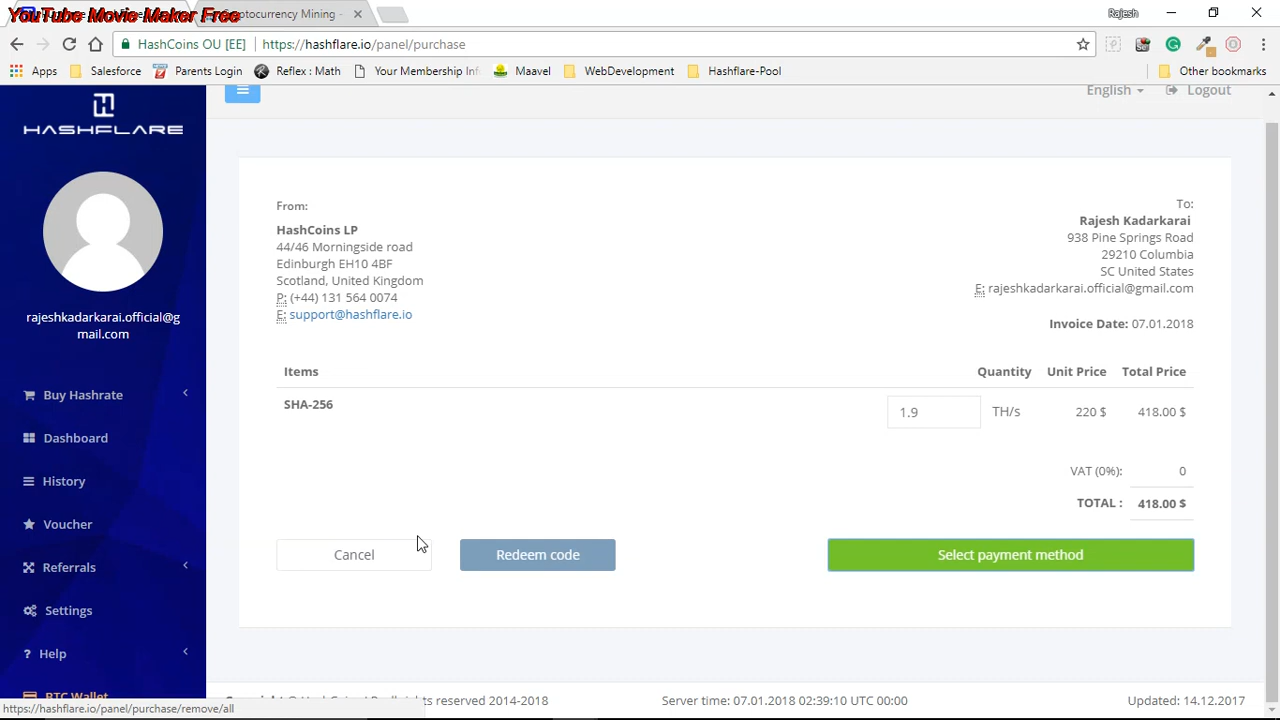 YouTube Movie Maker Free
Cryptocurrency Mining -
Rajesh
HashCoins OU [EE]
https://hashflare.io/panel/purchase
Apps
Salesforce
Parents Login
Reflex : Math
Your Membership Inf
Maavel
WebDevelopment
Hashflare-Pool
Other bookmarks
HASHFLARE
English
Logout
rajeshkadarkarai.official@g
mail.com
Buy Hashrate
Dashboard
History
Voucher
Referrals
Settings
Help
BTC Wallet
From:
HashCoins LP
44/46 Morningside road
Edinburgh EH10 4BF
Scotland, United Kingdom
P: (+44) 131 564 0074
E: support@hashflare.io
To:
Rajesh Kadarkarai
938 Pine Springs Road
29210 Columbia
SC United States
E: rajeshkadarkarai.official@gmail.com
Invoice Date: 07.01.2018
Items Quantity Unit Price Total Price
SHA-256 1.9 TH/s 220 $ 418.00 $
VAT (0%): 0
TOTAL : 418.00 $
Cancel
Redeem code
Select payment method
rights reserved 2014-2018
Server time: 07.01.2018 02:39:10 UTC 00:00
Updated: 14.12.2017
https://hashflare.io/panel/purchase/remove/all